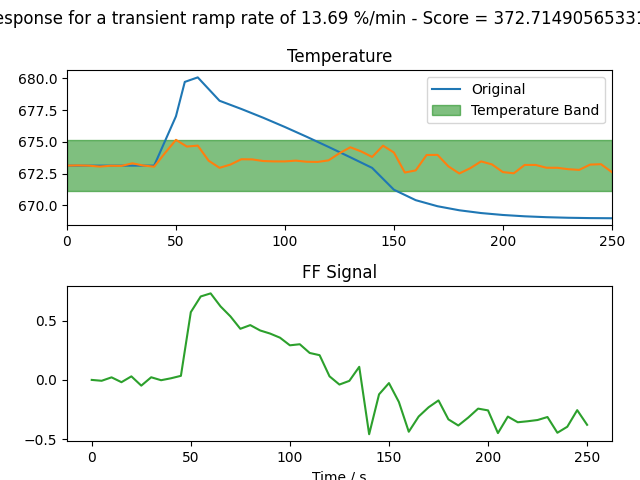 esponse for a transient ramp rate of 13.69 %/min - Score = 372.71490565331
Temperature
680.0
677.5
675.0
672.5
670.0
Original
Temperature Band
0 50 100 150 200 250
FF Signal
0.5
0.0
−0.5
0 50 100 150 200 250
Time / s